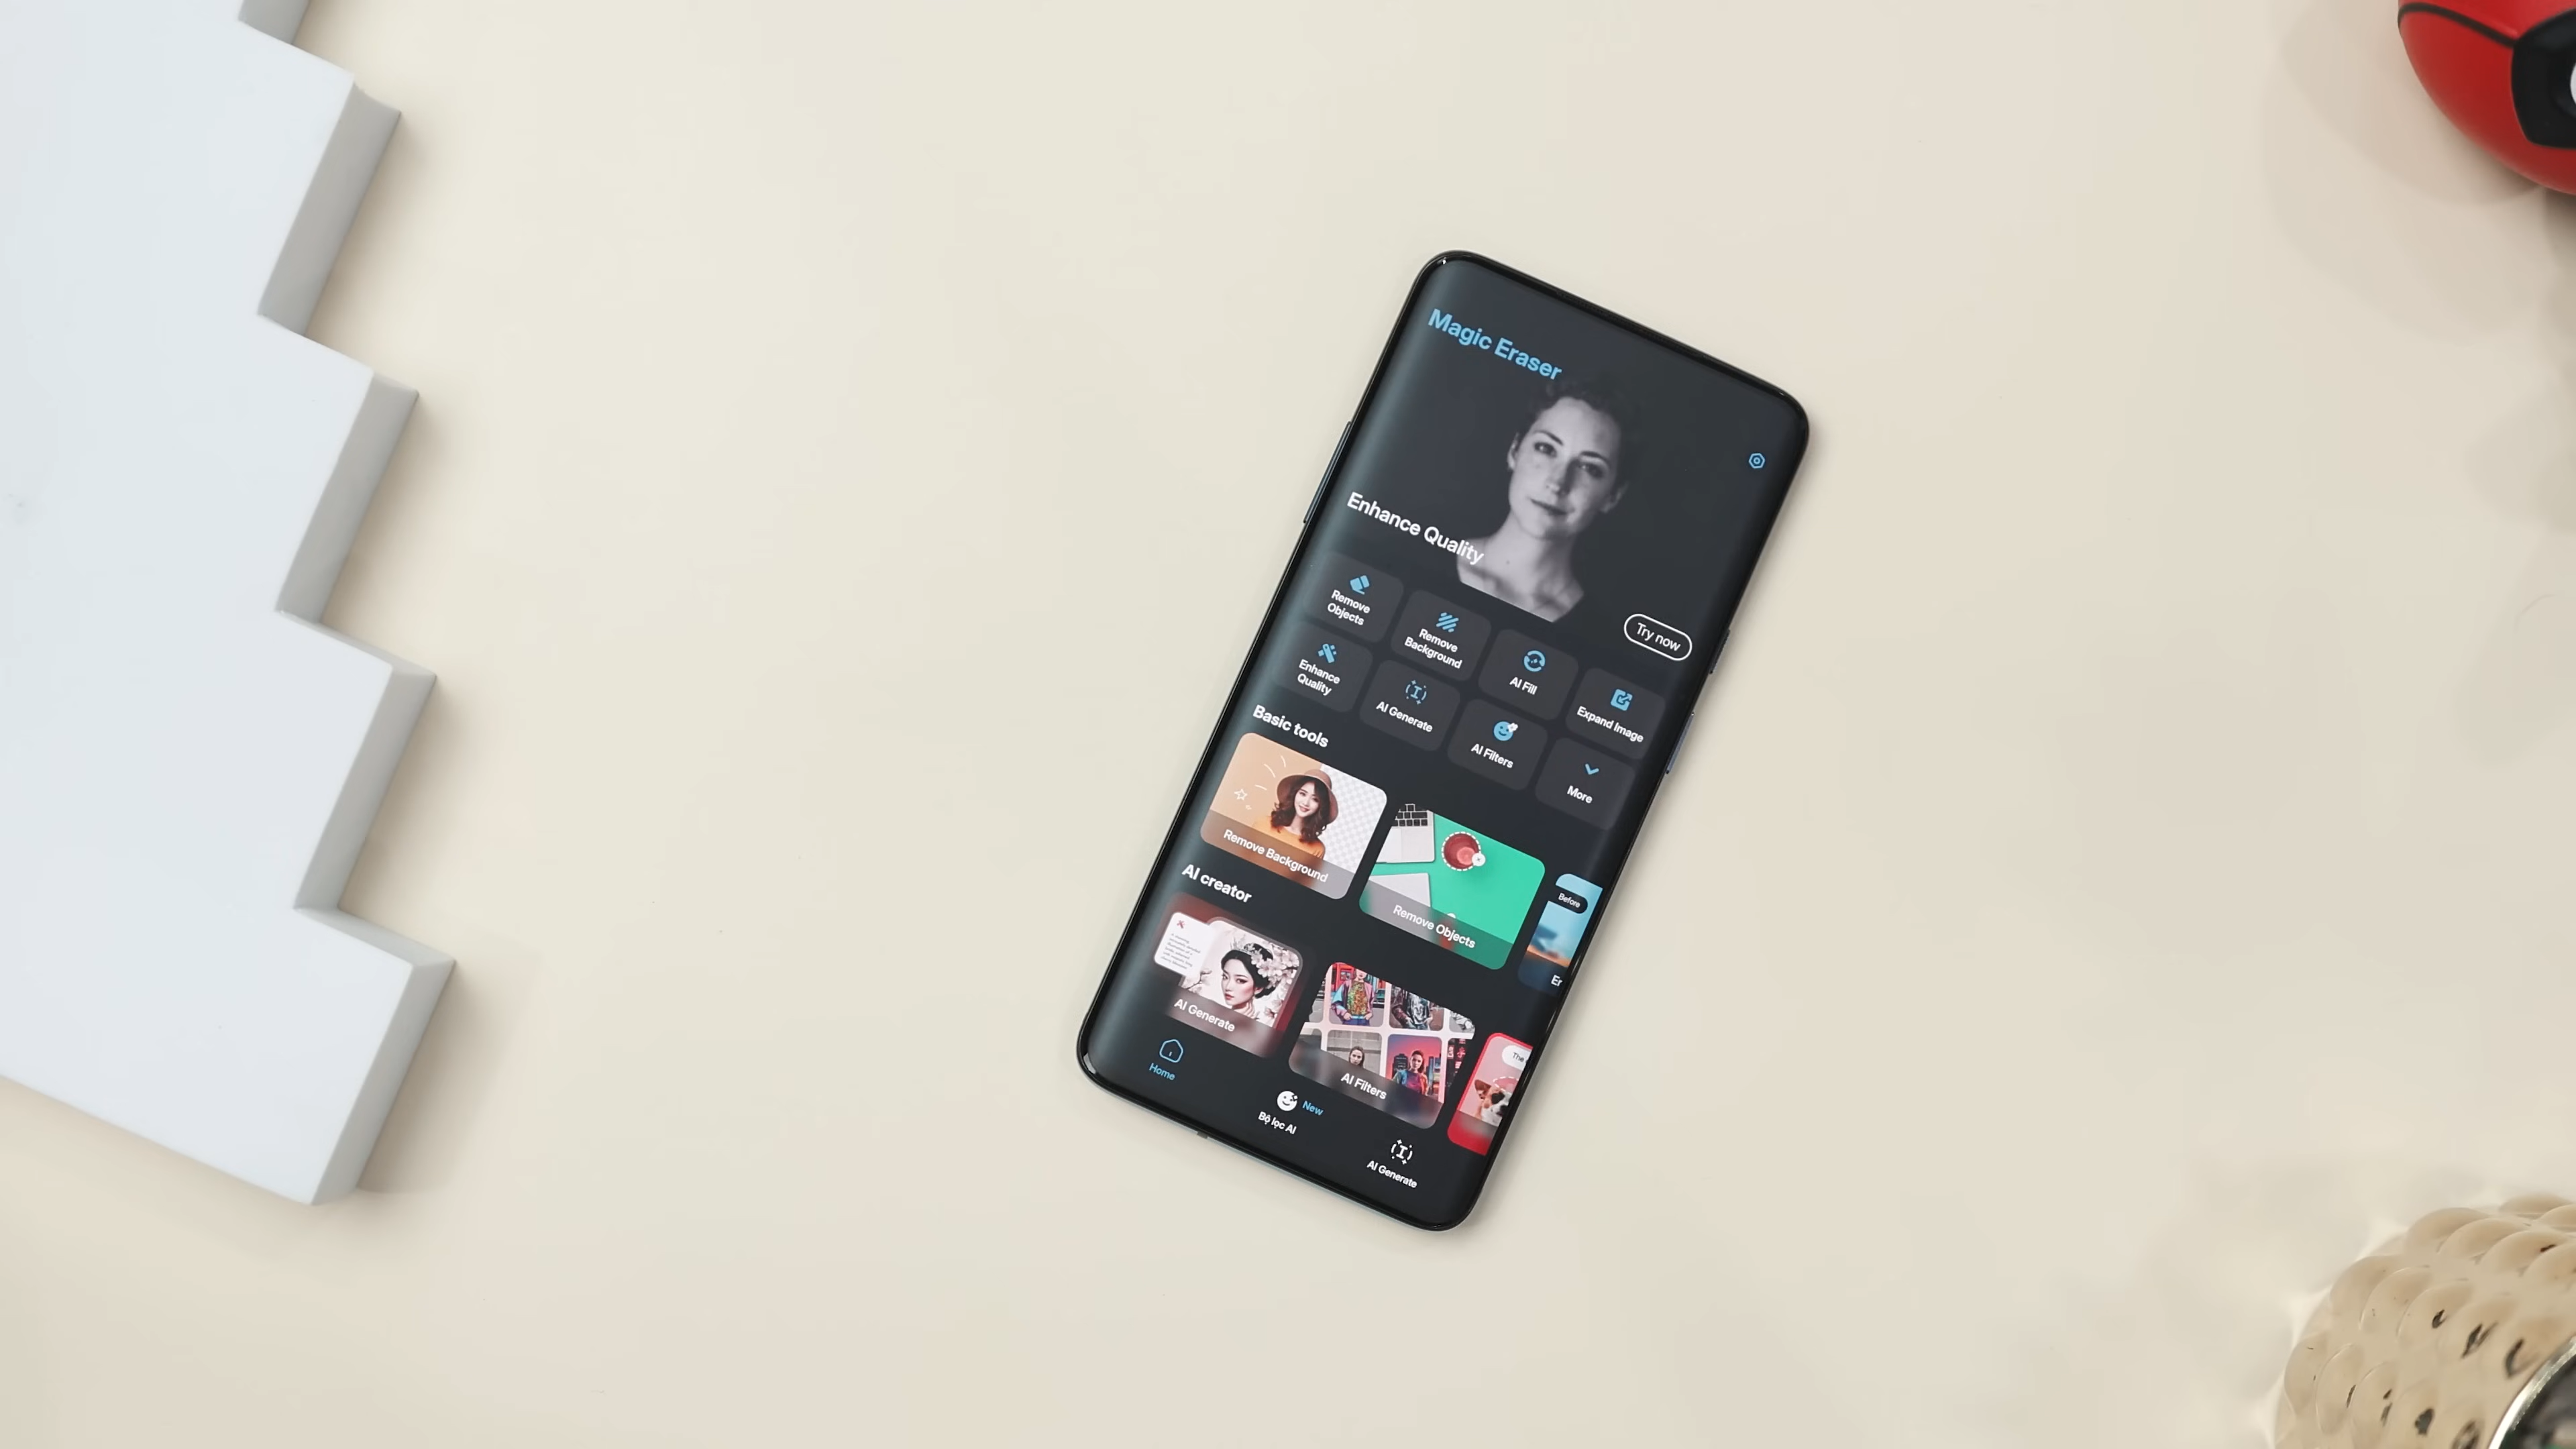 Magic Eraser
Enhance Quality
Try now
Remove
Objects
Remove
Background
AI Fill
Expand Image
Enhance
Quality
AI Generate
AI Filters
More
Basic tools
Remove Background
Remove Objects
Before
Er
AI creator
AI Generate
AI Filters
The
Home
Bộ lọc AI
New
AI Generate